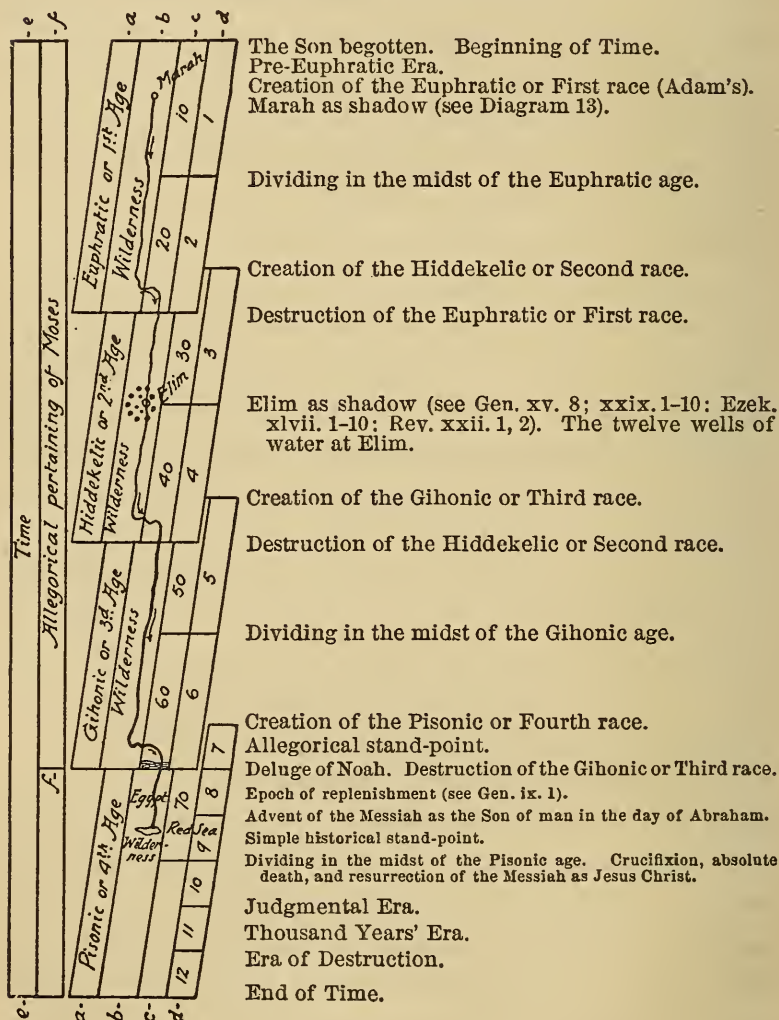 -e
-f
-a
-b
-c
-d
The Son begotten. Beginning of Time.
Pre-Euphratic Era.
Creation of the Euphratic or First race (Adam's).
Marah as shadow (see Diagram 13).
Dividing in the midst of the Euphratic age.
Creation of the Hiddekelic or Second race.
Destruction of the Euphratic or First race.
Elim as shadow (see Gen. xv. 8; xxix. 1-10: Ezek.
xlvii. 1-10: Rev. xxii. 1, 2). The twelve wells of
water at Elim.
Creation of the Gihonic or Third race.
Destruction of the Hiddekelic or Second race.
Dividing in the midst of the Gihonic age.
Creation of the Pisonic or Fourth race.
Allegorical stand-point.
Deluge of Noah. Destruction of the Gihonic or Third race.
Epoch of replenishment (see Gen. ix. 1).
Advent of the Messiah as the Son of man in the day of Abraham.
Simple historical stand-point.
Dividing in the midst of the Pisonic age. Crucifixion, absolute
death, and resurrection of the Messiah as Jesus Christ.
Judgmental Era.
Thousand Years' Era.
Era of Destruction.
End of Time.
Time
Allegorical pertaining of Moses
f-
Euphratic or 1st Age
Wilderness
Marah
10
1
20
2
Hiddekelic or 2nd Age
Wilderness
Elim
30
3
40
4
Gihonic or 3d Age
Wilderness
50
5
60
6
7
Pisonic or 4th Age
Egypt
70
8
Red Sea
Wilder-
ness
9
10
11
12
e-
a-
b-
c-
d-